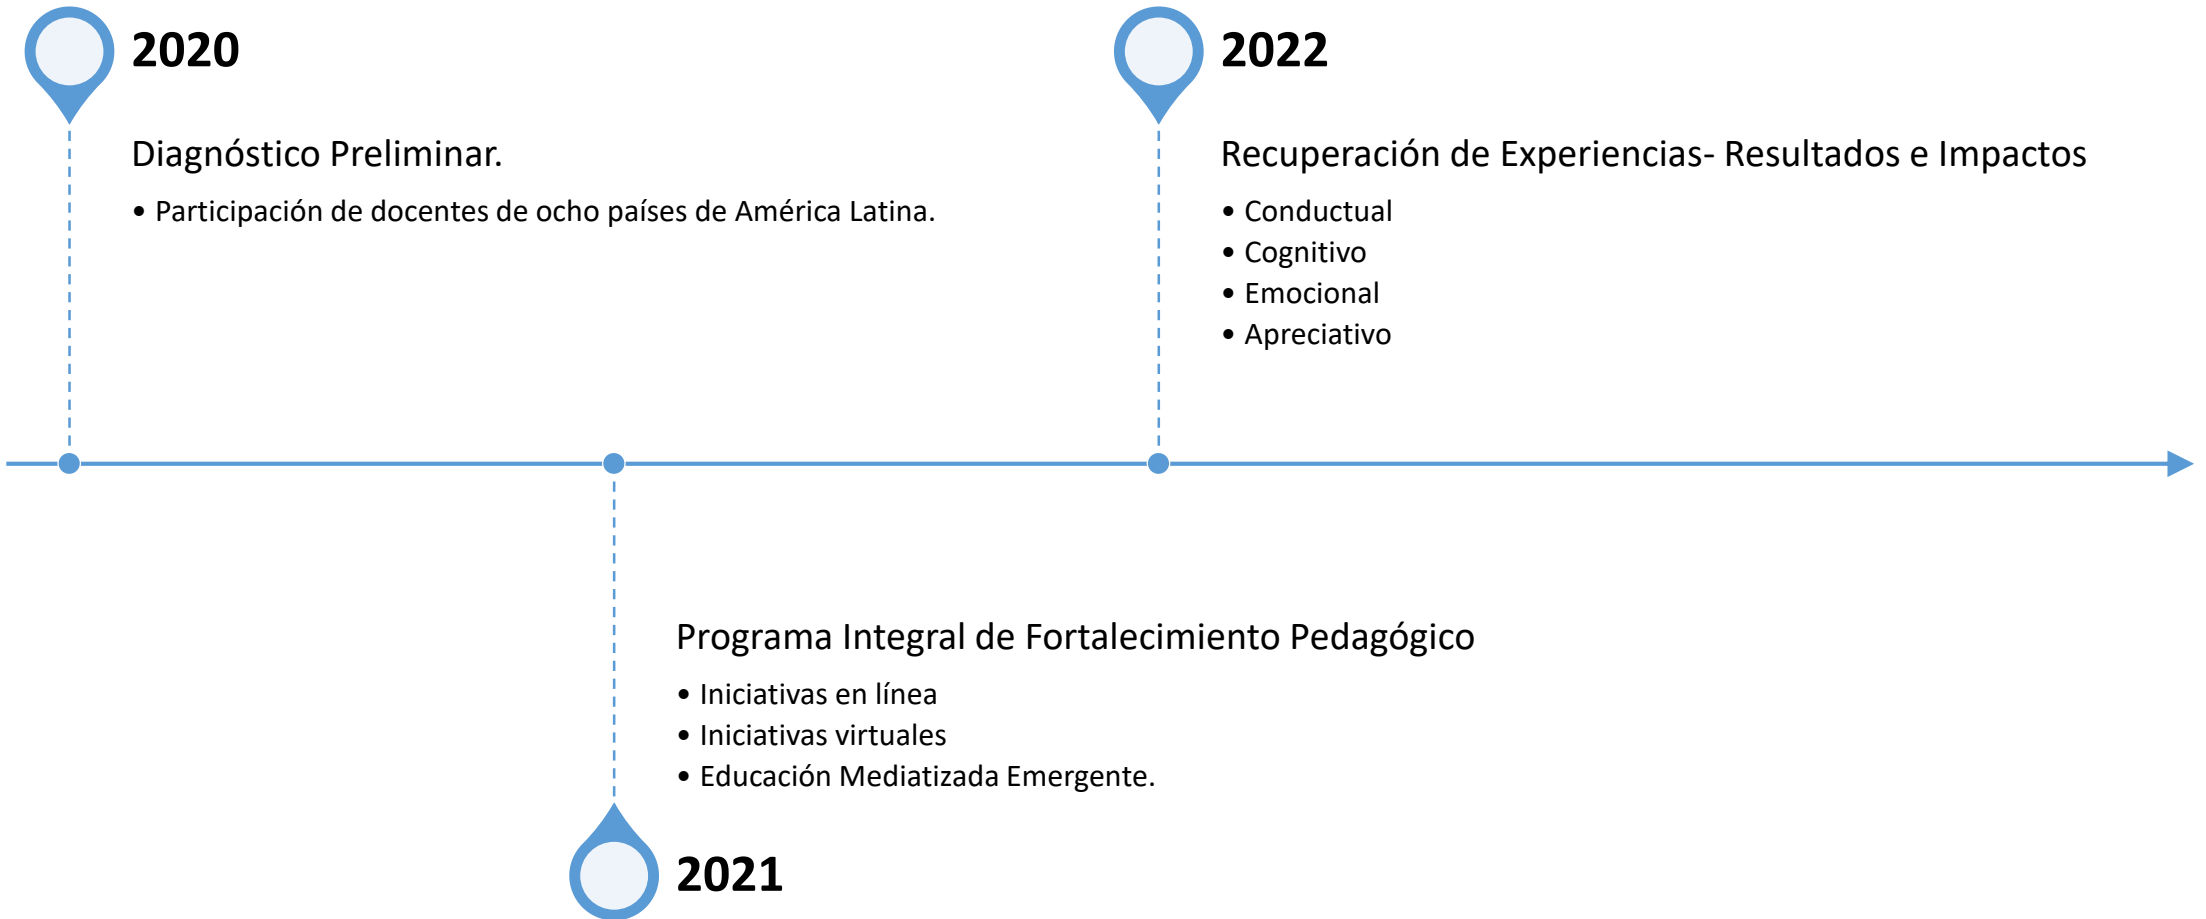 2020
Diagnóstico Preliminar.
• Participación de docentes de ocho países de América Latina.
2022
Recuperación de Experiencias- Resultados e Impactos
• Conductual
• Cognitivo
• Emocional
• Apreciativo
Programa Integral de Fortalecimiento Pedagógico
• Iniciativas en línea
• Iniciativas virtuales
• Educación Mediatizada Emergente.
2021